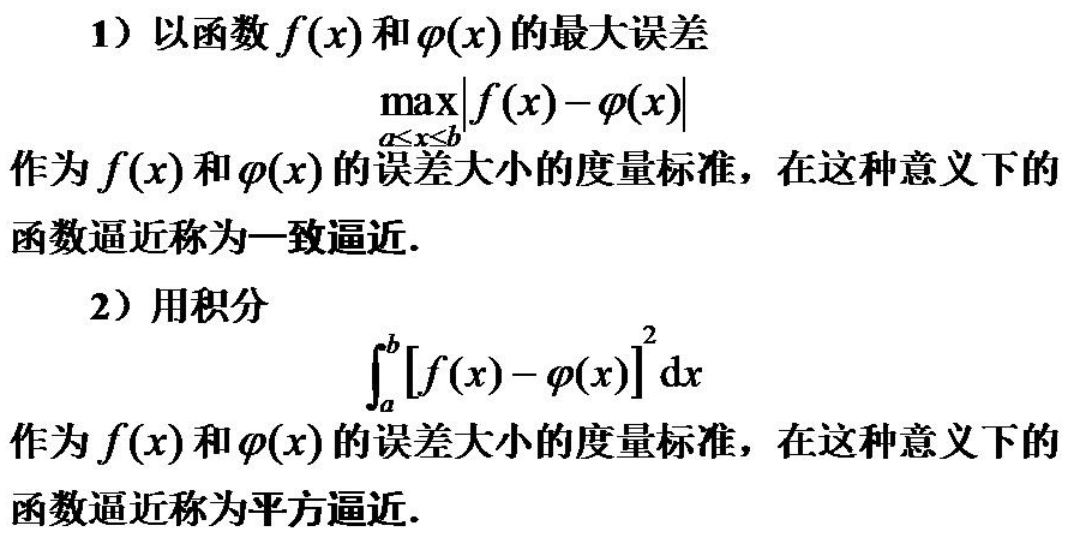 1）以函数 f(x) 和 φ(x) 的最大误差
max|f(x)－φ(x)|
a≤x≤b
作为 f(x) 和 φ(x) 的误差大小的度量标准，在这种意义下的
函数逼近称为一致逼近.
2）用积分
∫_a^b [f(x)－φ(x)]² dx
作为 f(x) 和 φ(x) 的误差大小的度量标准，在这种意义下的
函数逼近称为平方逼近.